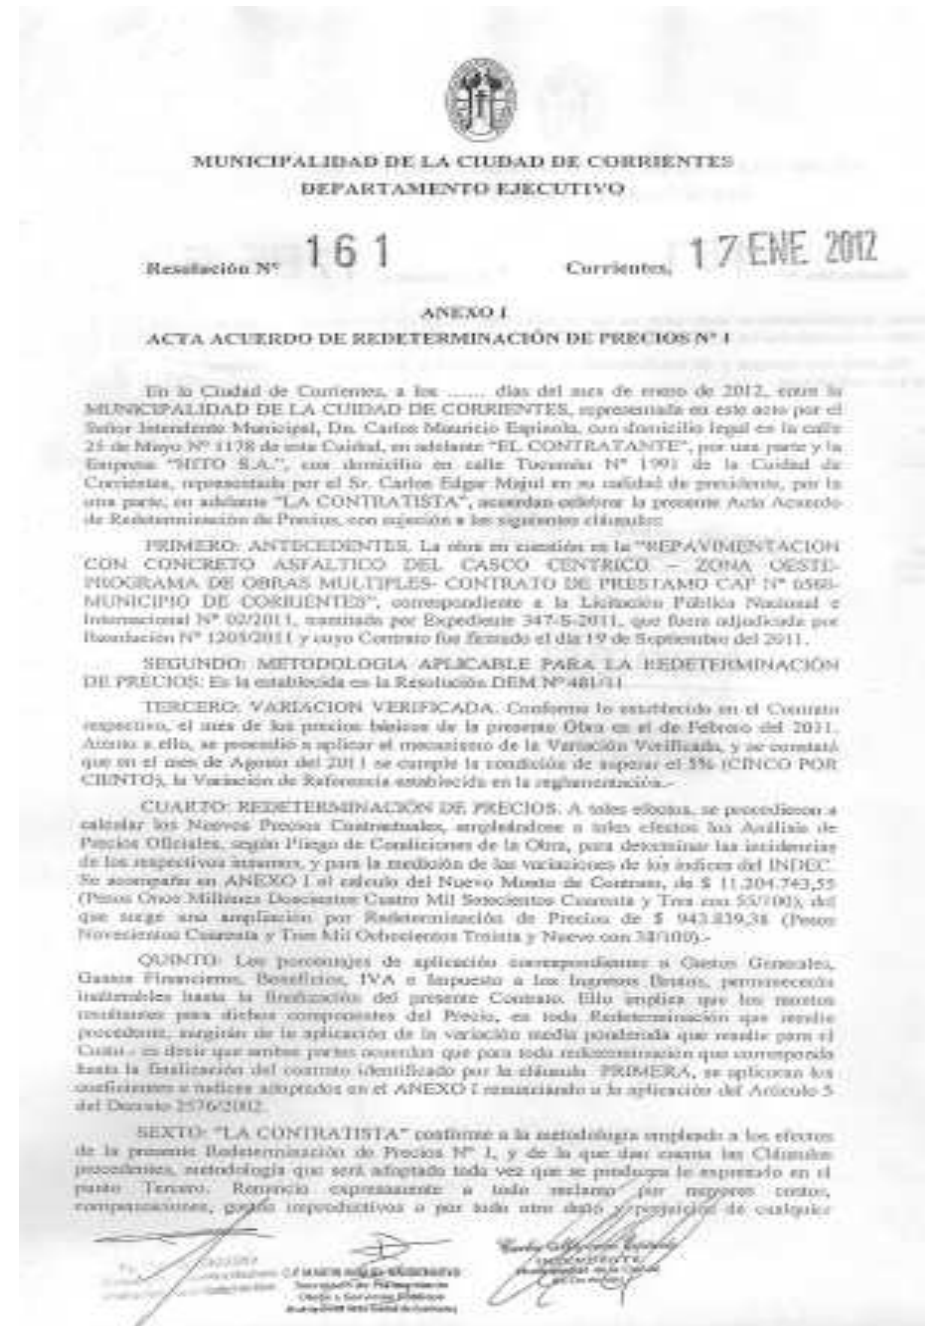 MUNICIPALIDAD DE LA CIUDAD DE CORRIENTES
DEPARTAMENTO EJECUTIVO
Resolución Nº 161 Corrientes, 17 ENE 2012
ANEXO I
ACTA ACUERDO DE REDETERMINACIÓN DE PRECIOS Nº 1
En la Ciudad de Corrientes, a los ...... días del mes de enero de 2012, entre la
MUNICIPALIDAD DE LA CUIDAD DE CORRIENTES, representada en este acto por el
Señor Intendente Municipal, Dn. Carlos Mauricio Espínola, con domicilio legal en la calle
25 de Mayo Nº 1178 de esta Cuidad, en adelante "EL CONTRATANTE", por una parte y la
Empresa "HITO S.A.", con domicilio en calle Tucumán Nº 1991 de la Cuidad de
Corrientes, representada por el Sr. Carlos Edgar Majul en su calidad de presidente, por la
otra parte, en adelante "LA CONTRATISTA", acuerdan celebrar la presente Acta Acuerdo
de Redeterminación de Precios, con sujeción a las siguientes cláusulas:
PRIMERO: ANTECEDENTES. La obra en cuestión es la "REPAVIMENTACION
CON CONCRETO ASFALTICO DEL CASCO CENTRICO – ZONA OESTE-
PROGRAMA DE OBRAS MULTIPLES- CONTRATO DE PRESTAMO CAF Nº 6568-
MUNICIPIO DE CORRIENTES", correspondiente a la Licitación Pública Nacional e
Internacional Nº 02/2011, tramitada por Expediente 347-S-2011, que fuera adjudicada por
Resolución Nº 1205/2011 y cuyo Contrato fue firmado el día 19 de Septiembre del 2011.
SEGUNDO: METODOLOGIA APLICABLE PARA LA REDETERMINACIÓN
DE PRECIOS. Es la establecida en la Resolución DEM Nº 481/11
TERCERO: VARIACION VERIFICADA. Conforme lo establecido en el Contrato
respectivo, el mes de los precios básicos de la presente Obra es el de Febrero del 2011.
Atento a ello, se procedió a aplicar el mecanismo de la Variación Verificada, y se constató
que en el mes de Agosto del 2011 se cumple la condición de superar el 5% (CINCO POR
CIENTO), la Variación de Referencia establecida en la reglamentación.-
CUARTO: REDETERMINACIÓN DE PRECIOS. A tales efectos, se procedieron a
calcular los Nuevos Precios Contractuales, empleándose a tales efectos los Análisis de
Precios Oficiales, según Pliego de Condiciones de la Obra, para determinar las incidencias
de los respectivos insumos, y para la medición de las variaciones de los índices del INDEC.
Se acompaña en ANEXO I el calculo del Nuevo Monto de Contrato, de $ 11.204.743,55
(Pesos Once Millones Doscientos Cuatro Mil Setecientos Cuarenta y Tres con 55/100), del
que surge una ampliación por Redeterminación de Precios de $ 943.839,38 (Pesos
Novecientos Cuarenta y Tres Mil Ochocientos Treinta y Nueve con 38/100).-
QUINTO: Los porcentajes de aplicación correspondientes a Gastos Generales,
Gastos Financieros, Beneficios, IVA e Impuesto a los Ingresos Brutos, permanecerán
inalterables hasta la finalización del presente Contrato. Ello implica que los montos
resultantes para dichos componentes del Precio, en toda Redeterminación que resulte
procedente, surgirán de la aplicación de la variación media ponderada que resulte para el
Costo.- es decir que ambas partes acuerdan que para toda redeterminación que corresponda
hasta la finalización del contrato identificado por la cláusula PRIMERA, se aplicaran los
coeficientes e índices adoptados en el ANEXO I renunciando a la aplicación del Artículo 5
del Decreto 2576/2002.
SEXTO: "LA CONTRATISTA" conforme a la metodología empleado a los efectos
de la presente Redeterminación de Precios Nº 1, y de la que dan cuenta las Cláusulas
precedentes, metodología que será adoptado toda vez que se produzca lo expresado en el
punto Tercero. Renuncio expresamente a todo reclamo por mayores costos,
compensaciones, gastos improductivos o por todo otro daño y perjuicio de cualquier
INTENDENTE